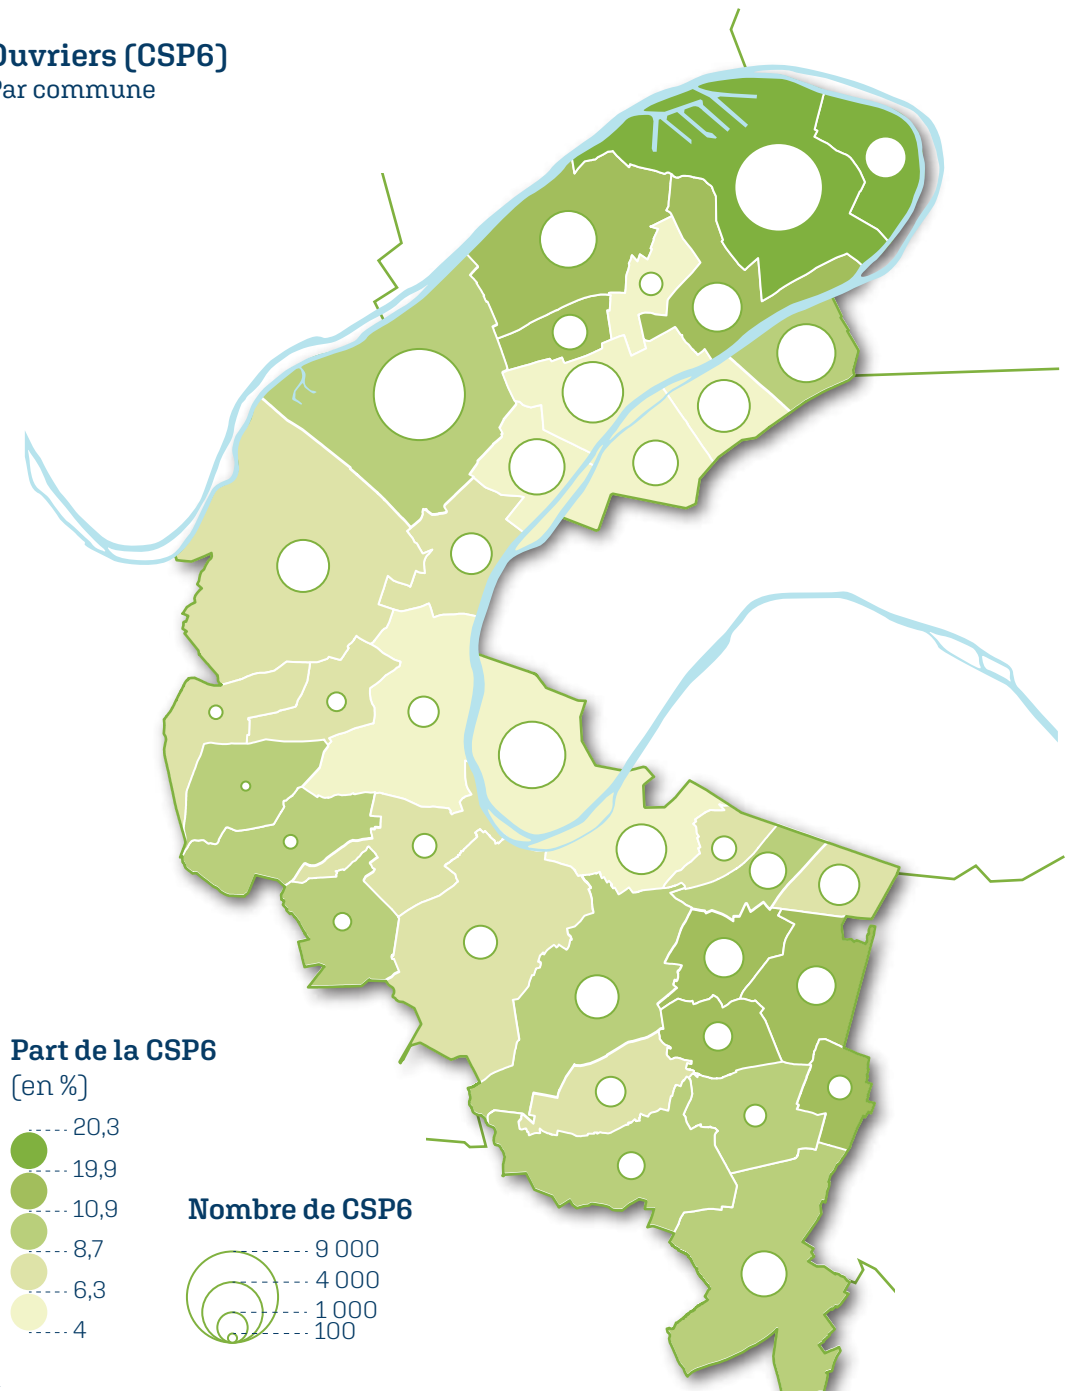 Ouvriers (CSP6)
Par commune
Part de la CSP6
(en %)
20,3
19,9
10,9
8,7
6,3
4
Nombre de CSP6
9 000
4 000
1 000
100